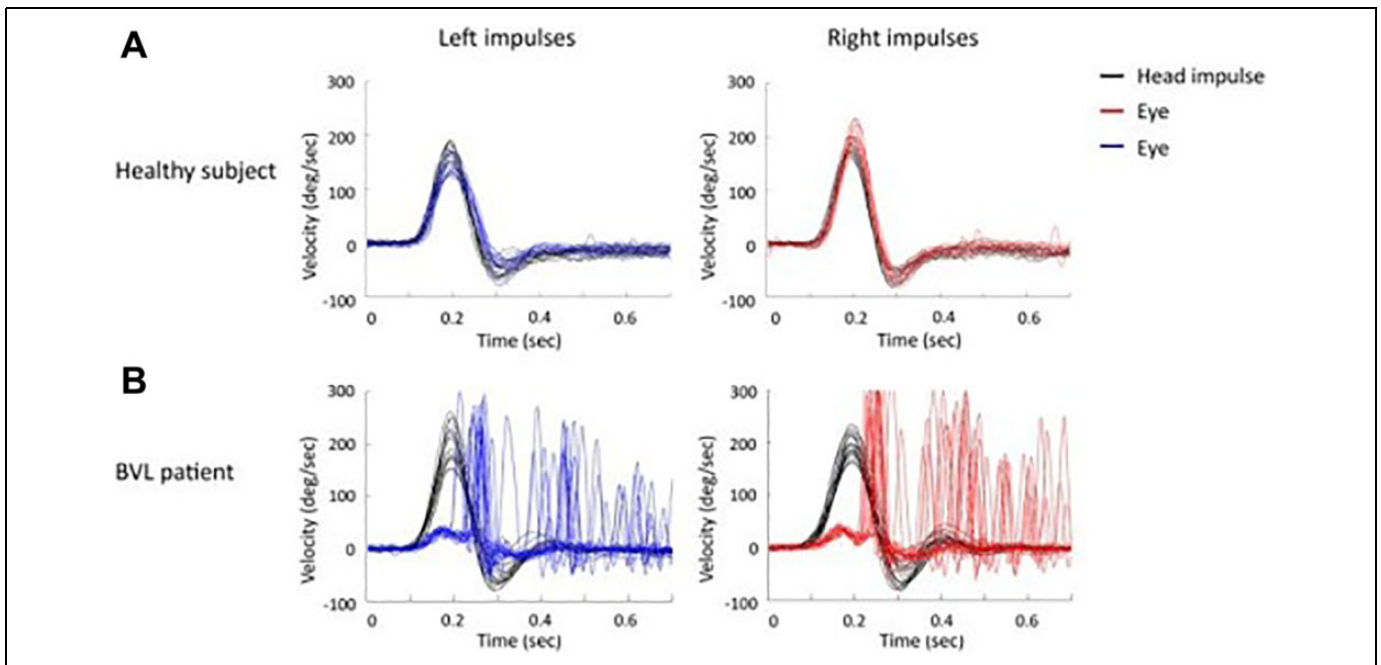 A
Left impulses
Right impulses
Head impulse
Eye
Eye
Healthy subject
Velocity (deg/sec)
300
200
100
0
-100
0 0.2 0.4 0.6
Time (sec)
Velocity (deg/sec)
300
200
100
0
-100
0 0.2 0.4 0.6
Time (sec)
B
BVL patient
Velocity (deg/sec)
300
200
100
0
-100
0 0.2 0.4 0.6
Time (sec)
Velocity (deg/sec)
300
200
100
0
-100
0 0.2 0.4 0.6
Time (sec)